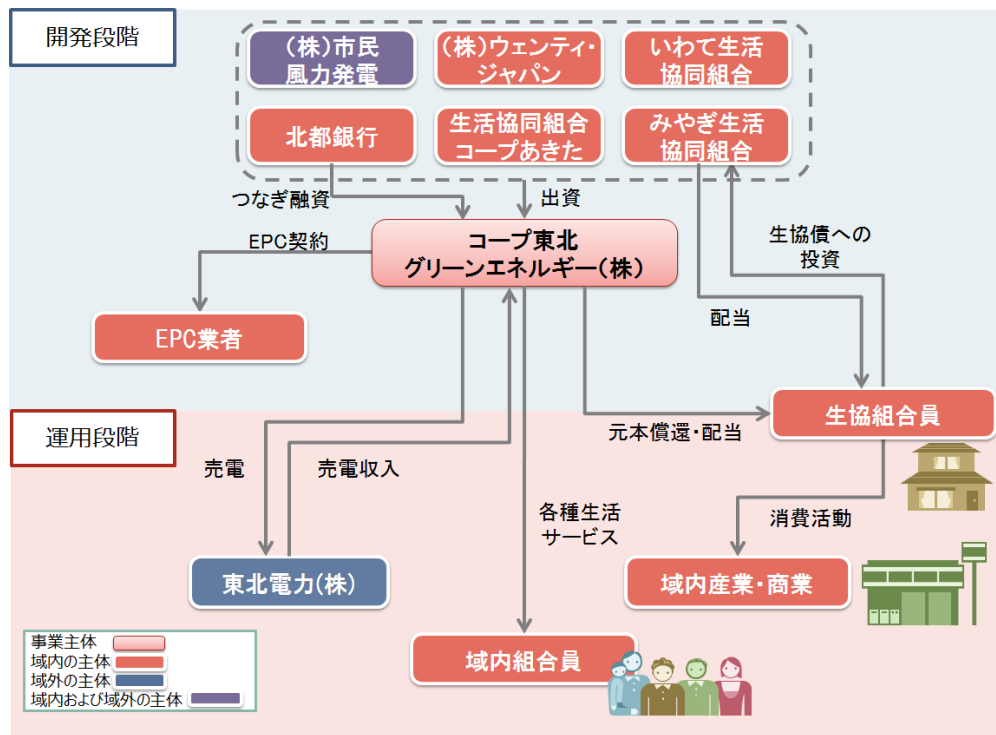 開発段階
(株)市民
風力発電
(株)ウェンティ・
ジャパン
いわて生活
協同組合
北都銀行
生活協同組合
コープあきた
みやぎ生活
協同組合
つなぎ融資
出資
EPC契約
コープ東北
グリーンエネルギー(株)
生協債への
投資
配当
EPC業者
生協組合員
運用段階
元本償還・配当
売電
売電収入
各種生活
サービス
消費活動
東北電力(株)
域内産業・商業
域内組合員
事業主体
域内の主体
域外の主体
域内および域外の主体